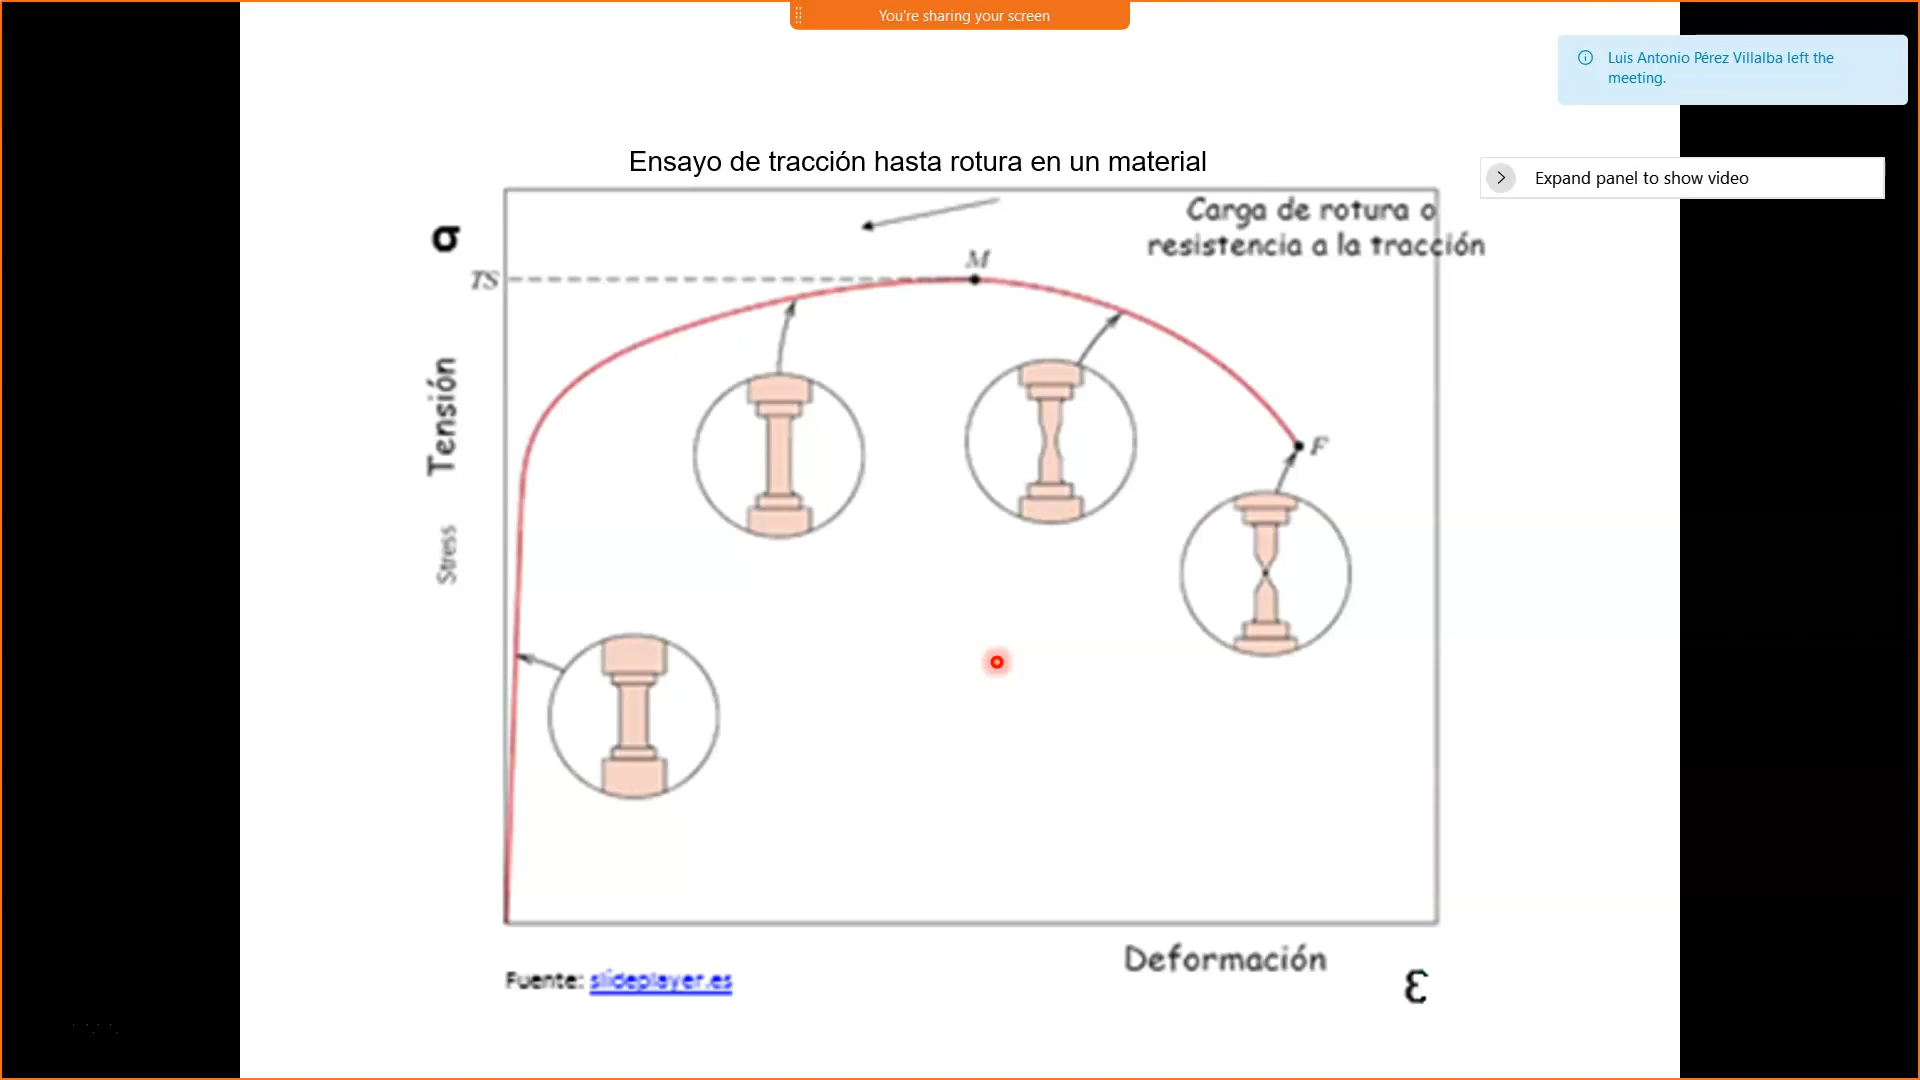 You're sharing your screen
Luis Antonio Pérez Villalba left the
meeting.
Expand panel to show video
Ensayo de tracción hasta rotura en un material
Carga de rotura o
resistencia a la tracción
σ
M
TS
Tensión
F
Stress
Deformación
Fuente: slideplayer.es
ε